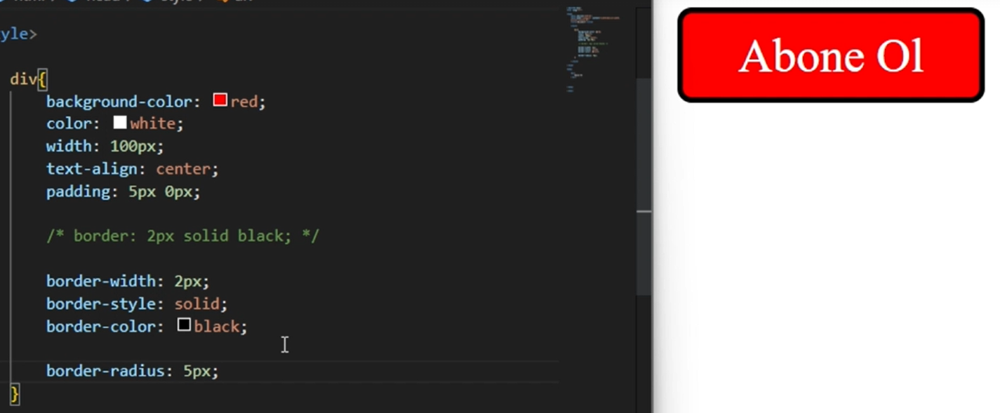 yle>
div{
background-color: red;
color: white;
width: 100px;
text-align: center;
padding: 5px 0px;
/* border: 2px solid black; */
border-width: 2px;
border-style: solid;
border-color: black;
border-radius: 5px;
}
Abone Ol